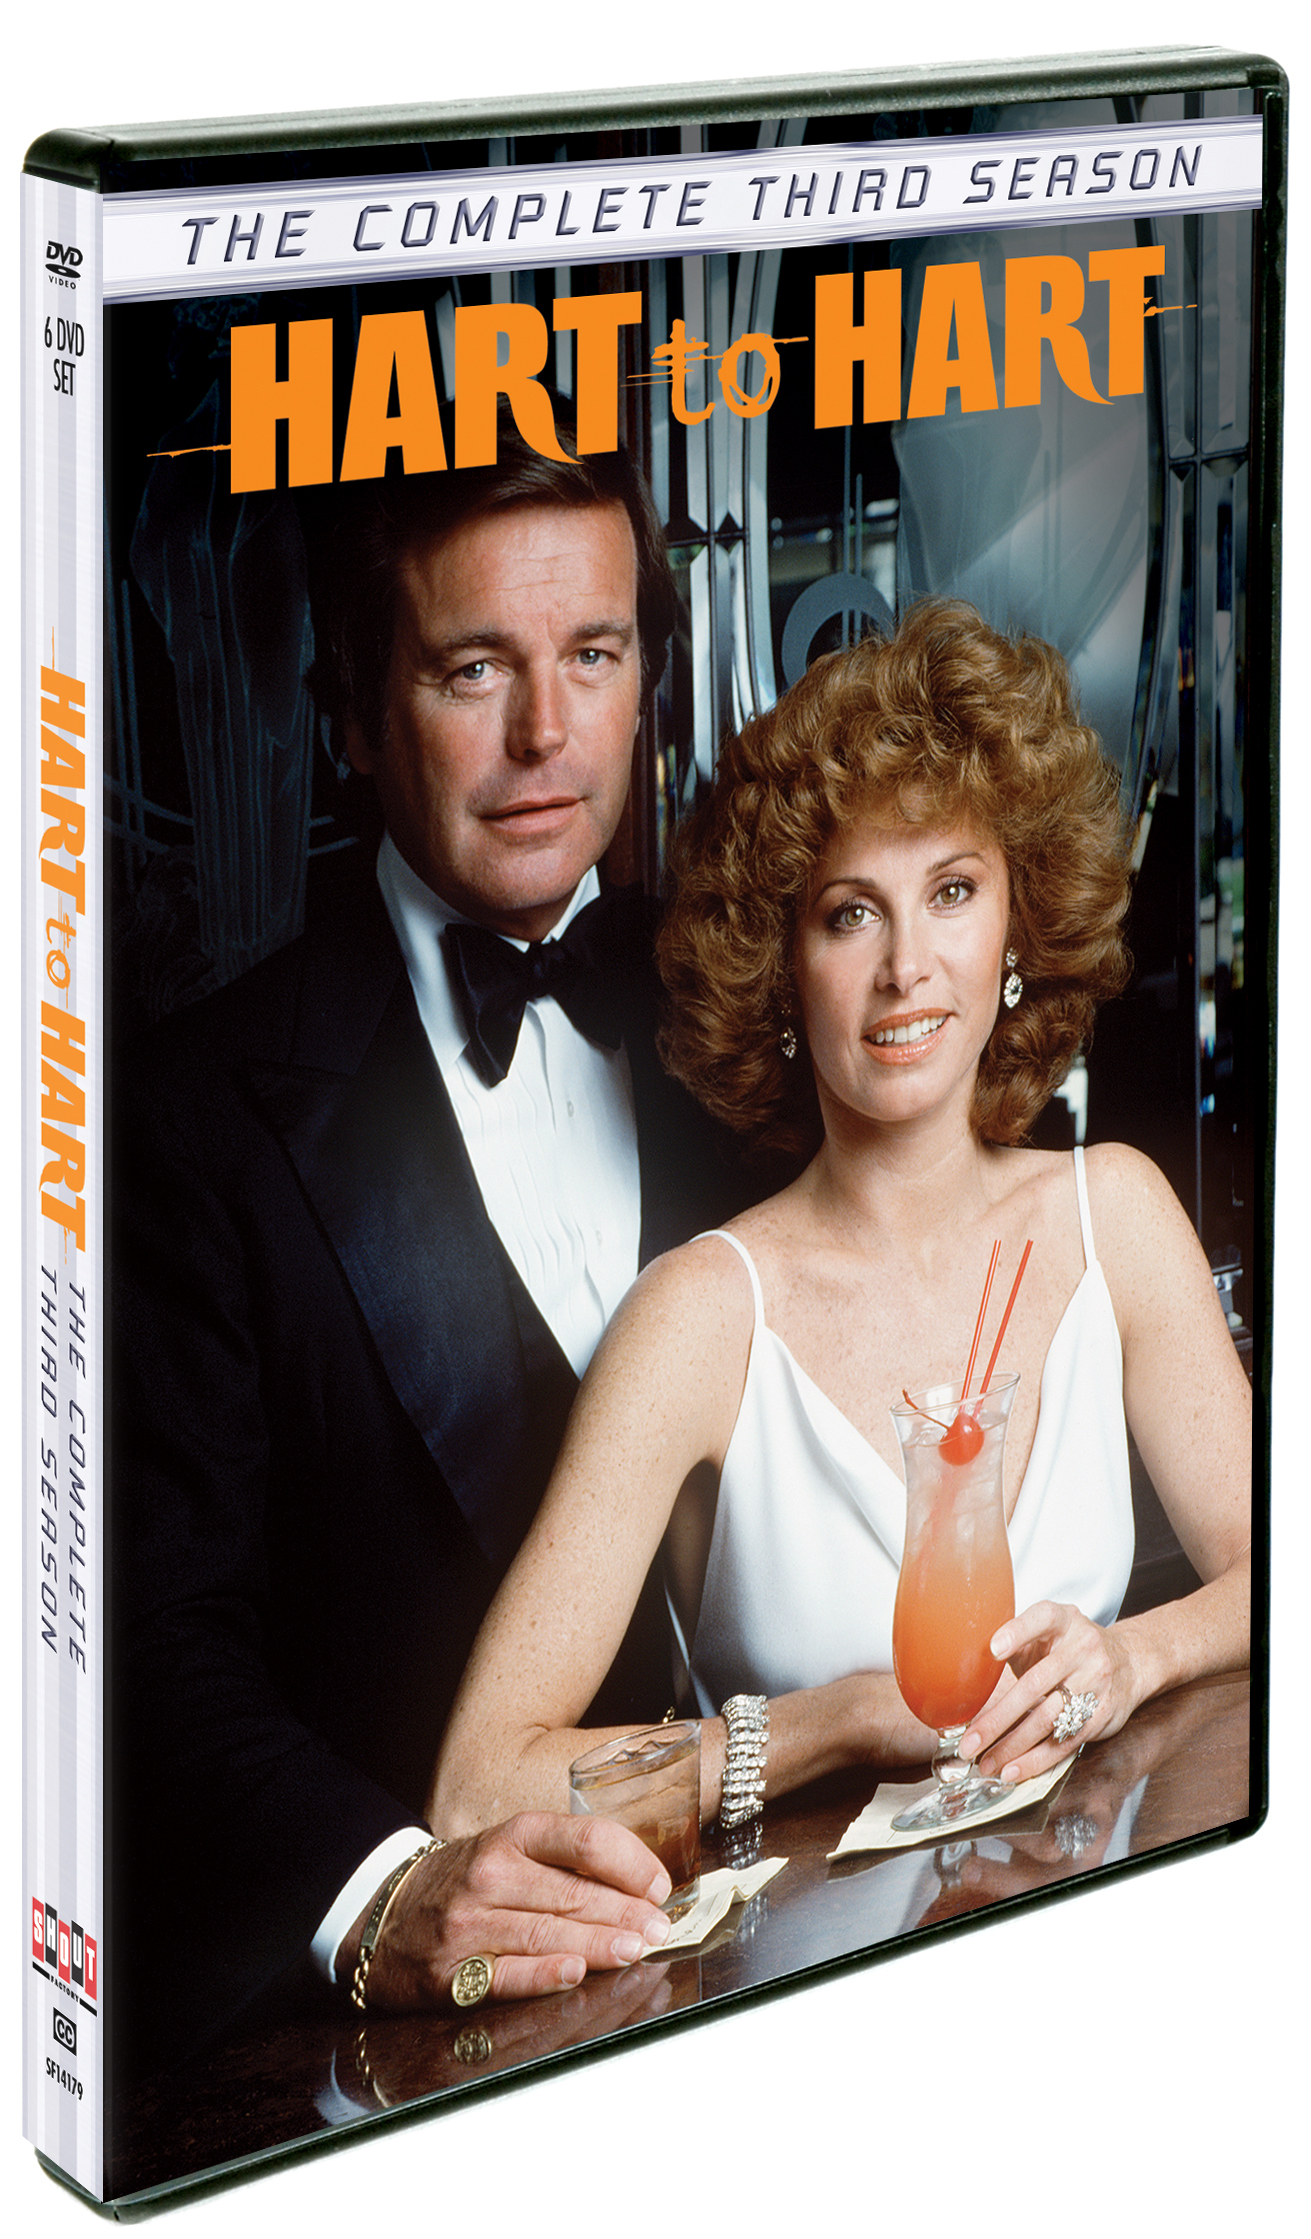 THE COMPLETE THIRD SEASON
HART to HART
DVD
VIDEO
6 DVD
SET
HART to HART
THE COMPLETE
THIRD SEASON
SHOUT
FACTORY
CC
SF14179